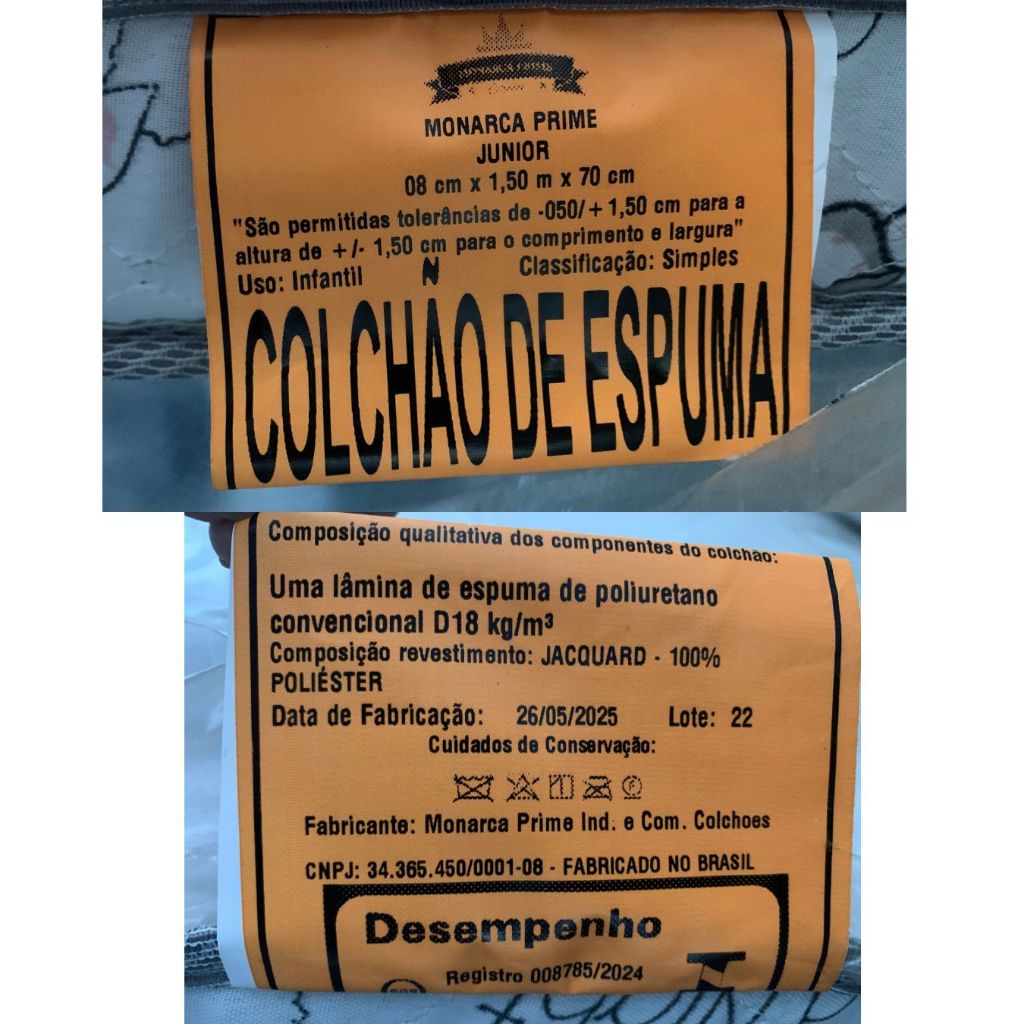 MONARCA PRIME
JUNIOR
08 cm x 1,50 m x 70 cm
"São permitidas tolerâncias de -050/+1,50 cm para a
altura de +/- 1,50 cm para o comprimento e largura"
Uso: Infantil Classificação: Simples
COLCHÃO DE ESPUMA
Composição qualitativa dos componentes do colchão:
Uma lâmina de espuma de poliuretano
convencional D18 kg/m³
Composição revestimento: JACQUARD - 100%
POLIÉSTER
Data de Fabricação: 26/05/2025 Lote: 22
Cuidados de Conservação:
Fabricante: Monarca Prime Ind. e Com. Colchoes
CNPJ: 34.365.450/0001-08 - FABRICADO NO BRASIL
Desempenho
Registro 008785/2024